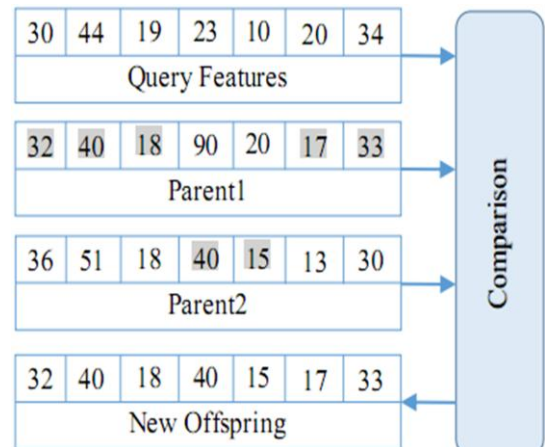 30 44 19 23 10 20 34
Query Features
32 40 18 90 20 17 33
Parent1
36 51 18 40 15 13 30
Parent2
32 40 18 40 15 17 33
New Offspring
Comparison